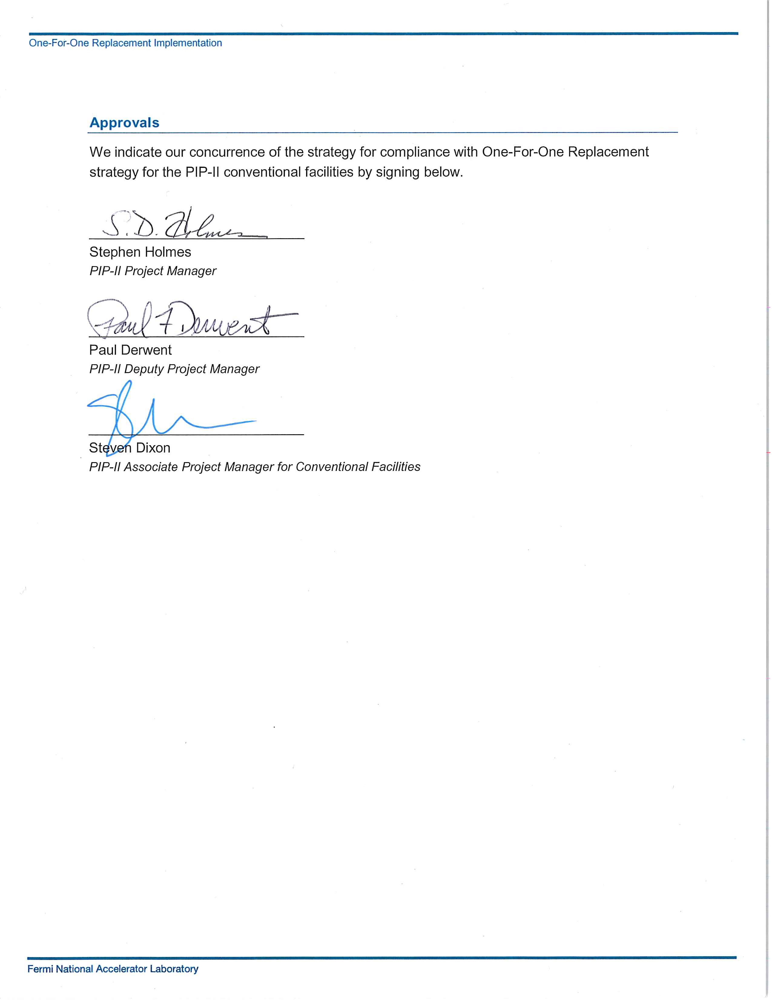 One-For-One Replacement Implementation
Approvals
We indicate our concurrence of the strategy for compliance with One-For-One Replacement
strategy for the PIP-II conventional facilities by signing below.
S.D. Holmes
Stephen Holmes
PIP-II Project Manager
Paul F Derwent
Paul Derwent
PIP-II Deputy Project Manager
Steven Dixon
PIP-II Associate Project Manager for Conventional Facilities
Fermi National Accelerator Laboratory